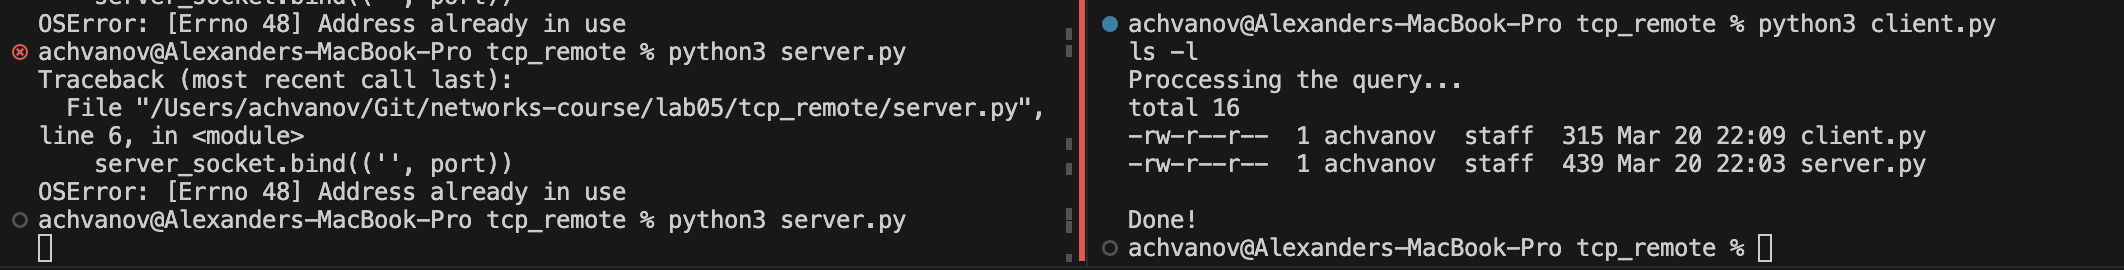 server_socket.bind(('', port))
OSError: [Errno 48] Address already in use
achvanov@Alexanders-MacBook-Pro tcp_remote % python3 server.py
Traceback (most recent call last):
  File "/Users/achvanov/Git/networks-course/lab05/tcp_remote/server.py",
line 6, in <module>
    server_socket.bind(('', port))
OSError: [Errno 48] Address already in use
achvanov@Alexanders-MacBook-Pro tcp_remote % python3 server.py
achvanov@Alexanders-MacBook-Pro tcp_remote % python3 client.py
ls -l
Proccessing the query...
total 16
-rw-r--r--  1 achvanov  staff  315 Mar 20 22:09 client.py
-rw-r--r--  1 achvanov  staff  439 Mar 20 22:03 server.py
Done!
achvanov@Alexanders-MacBook-Pro tcp_remote %